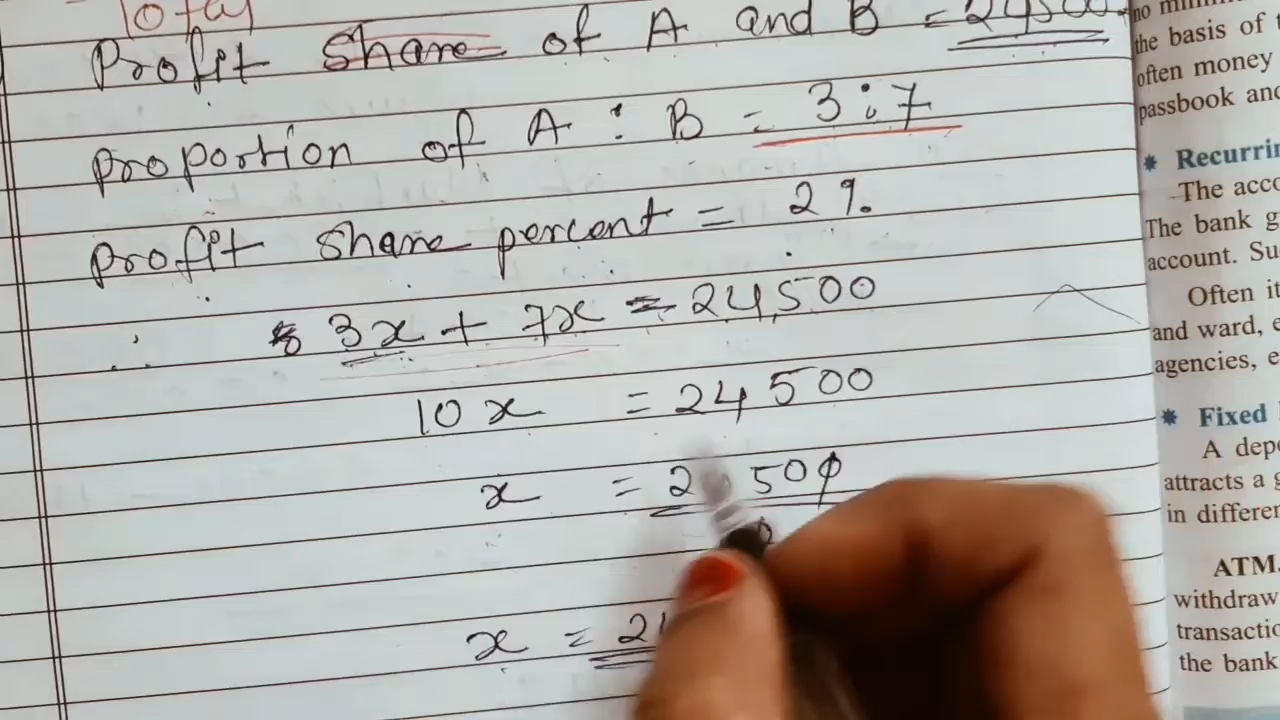 Total
Profit Share of A and B = 24500
Proportion of A : B = 3:7
Profit Share percent = 2%
∴ 3x + 7x = 24,500
10x = 24500
x =
x =
the basis of
often money
passbook and
* Recurrin
The acco
The bank g
account. Su
Often it
and ward, e
agencies, e
* Fixed
A depo
attracts a g
in differen
ATM.
withdraw
transactio
the bank